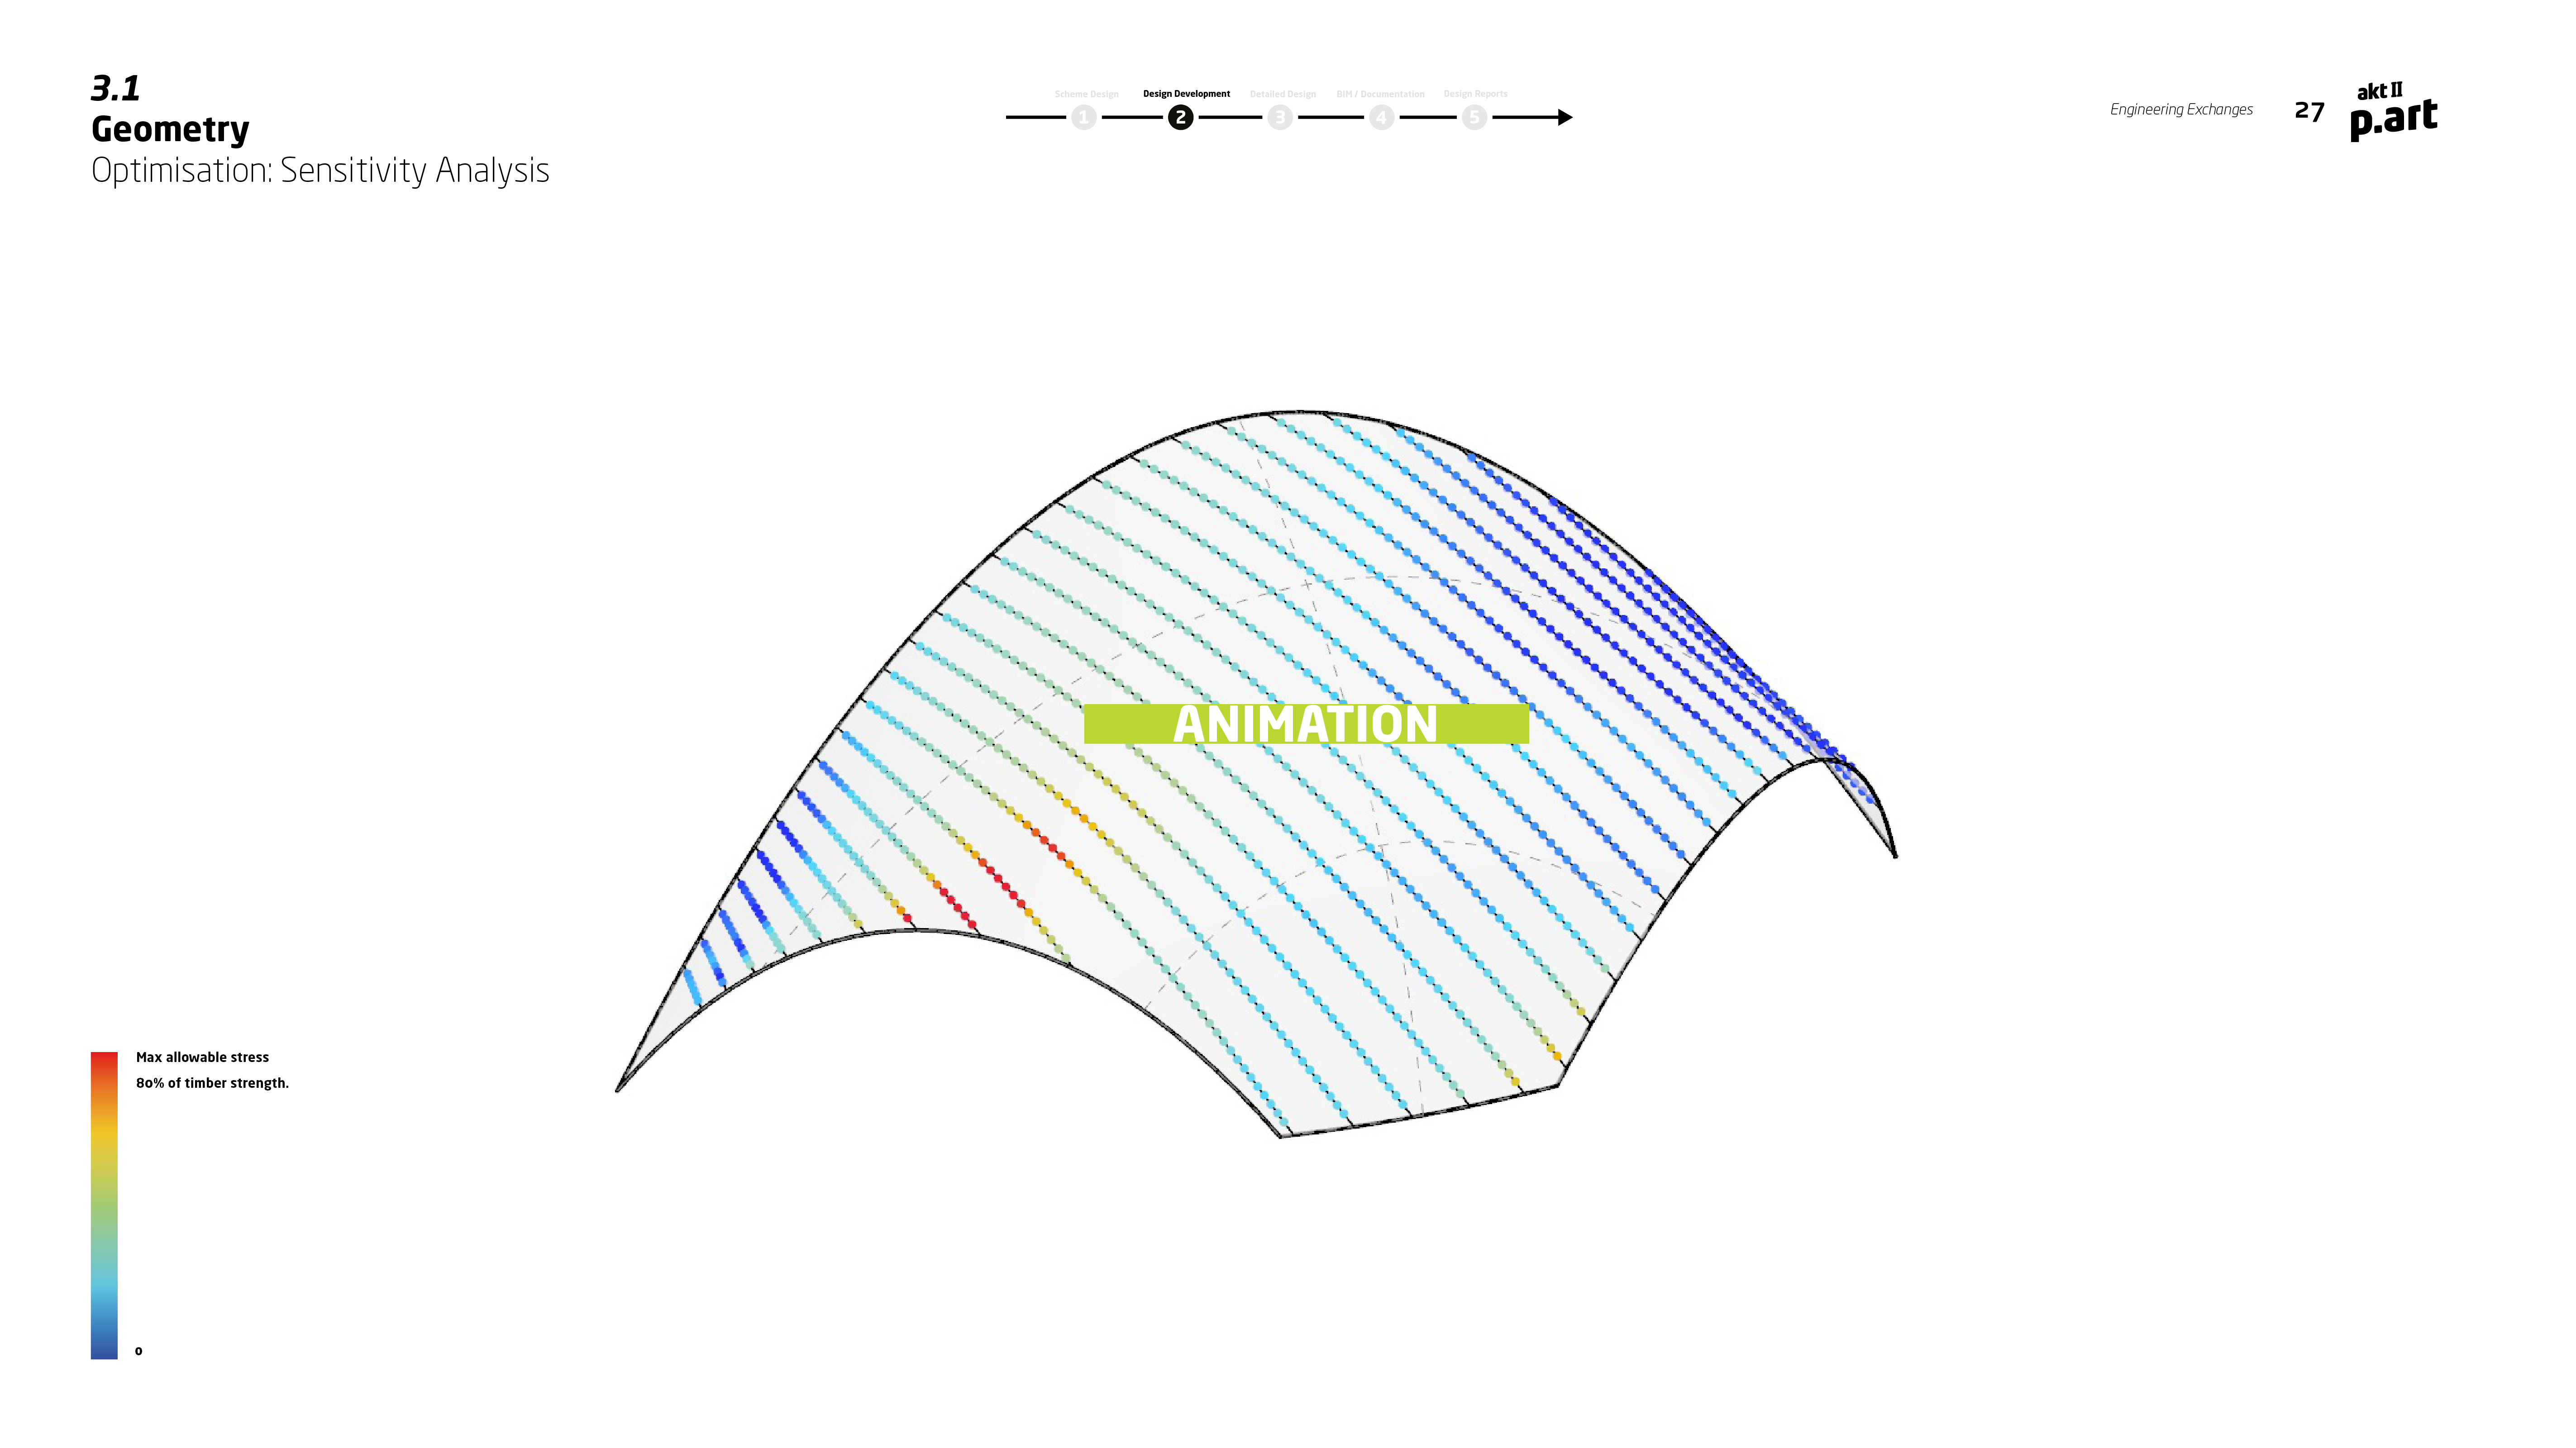 3.1
Geometry
Optimisation: Sensitivity Analysis
Scheme Design Design Development Detailed Design BIM / Documentation Design Reports
1 2 3 4 5
Engineering Exchanges 27
akt II
p.art
ANIMATION
Max allowable stress
80% of timber strength.
0